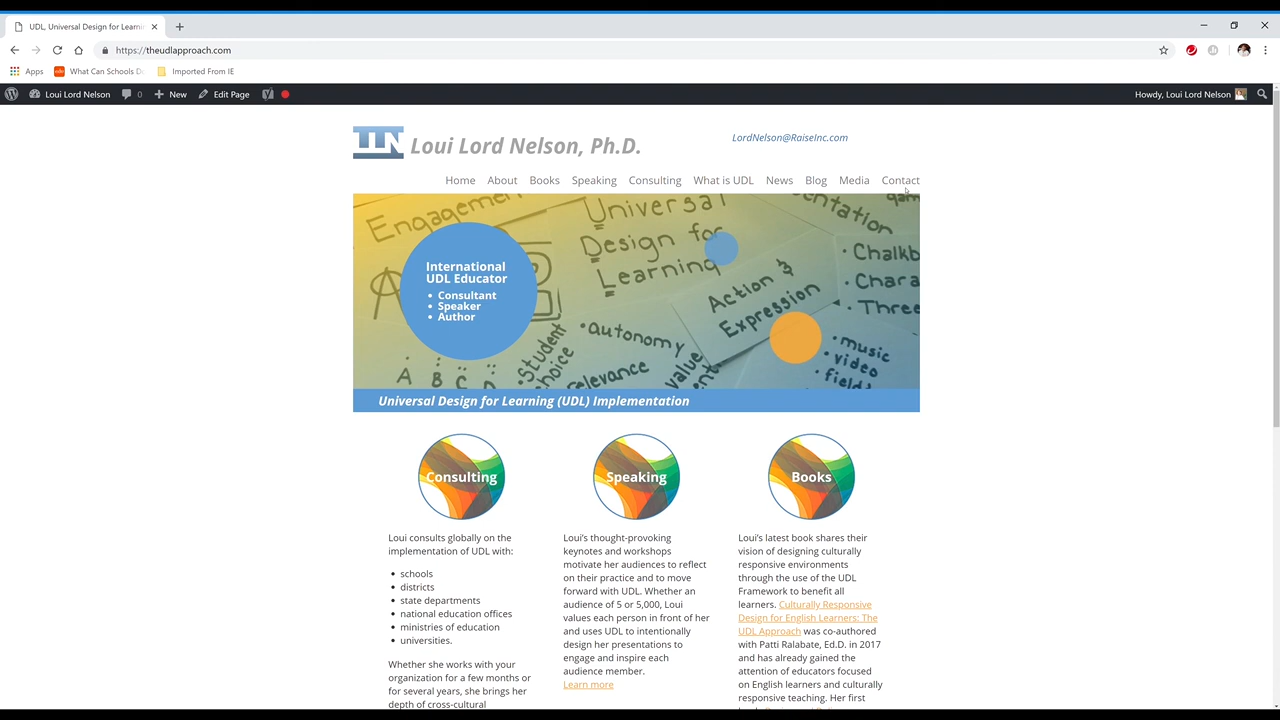 UDL, Universal Design for Learni
https://theudlapproach.com
Apps
What Can Schools D
Imported From IE
Loui Lord Nelson
0
New
Edit Page
Howdy, Loui Lord Nelson
LLN Loui Lord Nelson, Ph.D.
LordNelson@RaiseInc.com
Home About Books Speaking Consulting What is UDL News Blog Media Contact
Engagement
Universal
Design for
Learning
International
UDL Educator
• Consultant
• Speaker
• Author
Action &
Expression
• Chalkb
• Chara
• Three
• autonomy
Student
choice
relevance
value
• music
• video
• field
A B C
Universal Design for Learning (UDL) Implementation
Consulting
Speaking
Books
Loui consults globally on the
implementation of UDL with:
• schools
• districts
• state departments
• national education offices
• ministries of education
• universities.
Whether she works with your
organization for a few months or
for several years, she brings her
depth of cross-cultural
Loui’s thought-provoking
keynotes and workshops
motivate her audiences to reflect
on their practice and to move
forward with UDL. Whether an
audience of 5 or 5,000, Loui
values each person in front of her
and uses UDL to intentionally
design her presentations to
engage and inspire each
audience member.
Learn more
Loui’s latest book shares their
vision of designing culturally
responsive environments
through the use of the UDL
Framework to benefit all
learners. Culturally Responsive
Design for English Learners: The
UDL Approach was co-authored
with Patti Ralabate, Ed.D. in 2017
and has already gained the
attention of educators focused
on English learners and culturally
responsive teaching. Her first